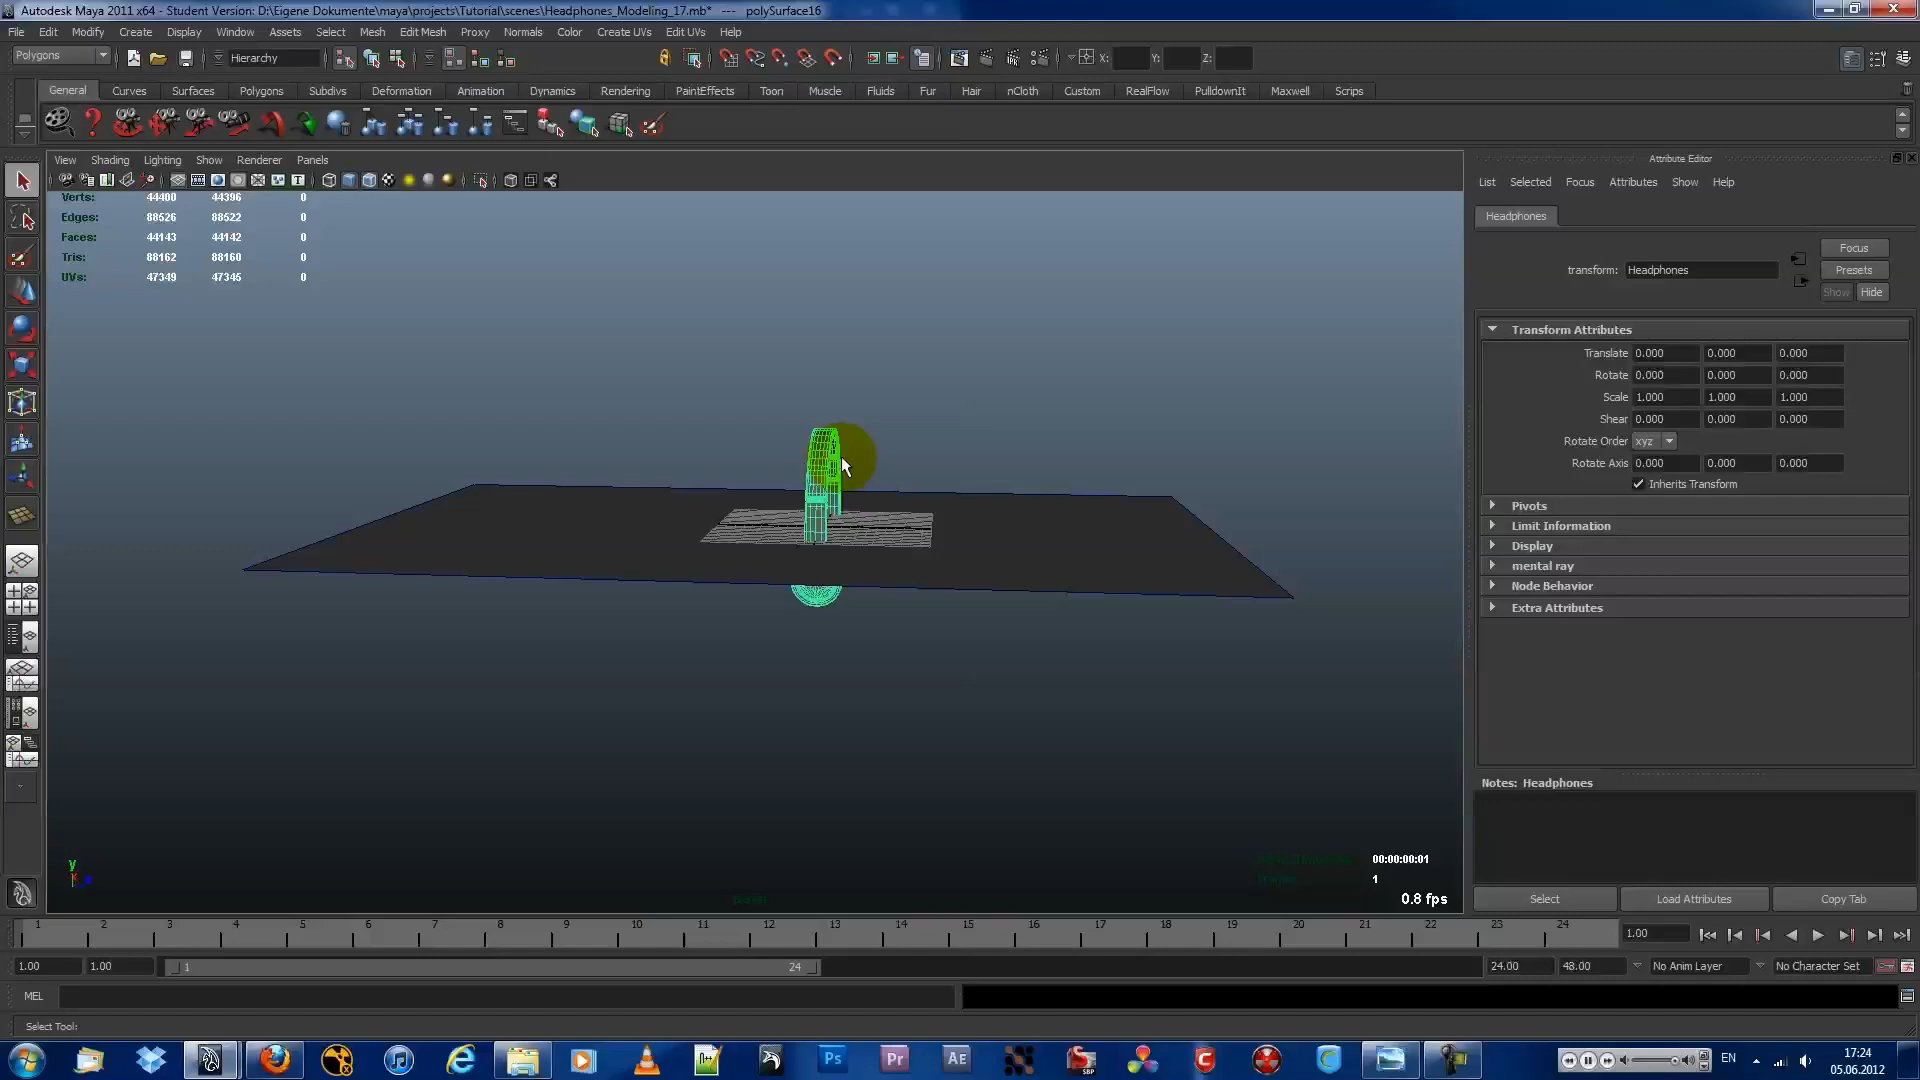 Autodesk Maya 2011 x64 - Student Version: D:\Eigene Dokumente\maya\projects\Tutorial\scenes\Headphones_Modeling_17.mb* --- polySurface16
File Edit Modify Create Display Window Assets Select Mesh Edit Mesh Proxy Normals Color Create UVs Edit UVs Help
Polygons Hierarchy X: Y: Z:
General Curves Surfaces Polygons Subdivs Deformation Animation Dynamics Rendering PaintEffects Toon Muscle Fluids Fur Hair nCloth Custom RealFlow PulldownIt Maxwell Scrips
View Shading Lighting Show Renderer Panels
Verts: 44400 44396 0
Edges: 88526 88522 0
Faces: 44143 44142 0
Tris: 88162 88160 0
UVs: 47349 47345 0
y
00:00:00:01
1
0.8 fps
Attribute Editor
List Selected Focus Attributes Show Help
Headphones
Focus
transform: Headphones
Presets
Show Hide
Transform Attributes
Translate 0.000 0.000 0.000
Rotate 0.000 0.000 0.000
Scale 1.000 1.000 1.000
Shear 0.000 0.000 0.000
Rotate Order xyz
Rotate Axis 0.000 0.000 0.000
Inherits Transform
Pivots
Limit Information
Display
mental ray
Node Behavior
Extra Attributes
Notes: Headphones
Select Load Attributes Copy Tab
1 2 3 4 5 6 7 8 9 10 11 12 13 14 15 16 17 18 19 20 21 22 23 24 1.00
1.00 1.00 1 24 24.00 48.00 No Anim Layer No Character Set
MEL
Select Tool:
Ps Pr AE SBP EN 17:24
05.06.2012